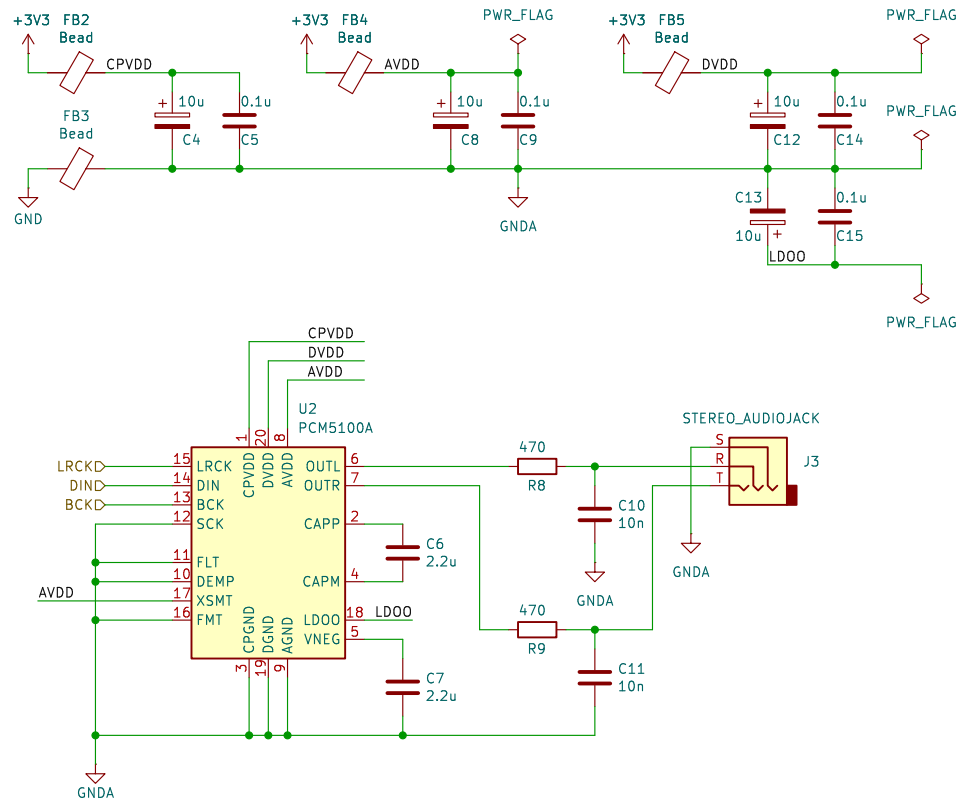 +3V3 FB2
Bead
CPVDD
10u
0.1u
+
C4
C5
FB3
Bead
GND
+3V3 FB4
Bead
AVDD
PWR_FLAG
10u
0.1u
+
C8
C9
GNDA
+3V3 FB5
Bead
DVDD
PWR_FLAG
10u
0.1u
+
C12
C14
PWR_FLAG
C13
0.1u
10u
+
C15
LDOO
PWR_FLAG
CPVDD
DVDD
AVDD
U2
PCM5100A
1
20
8
CPVDD
DVDD
AVDD
LRCK 15 LRCK
DIN 14 DIN
BCK 13 BCK
12 SCK
11 FLT
10 DEMP
AVDD 17 XSMT
16 FMT
OUTL 6
OUTR 7
CAPP 2
CAPM 4
LDOO 18 LDOO
VNEG 5
CPGND
DGND
AGND
3
19
9
C6
2.2u
C7
2.2u
GNDA
470
R8
C10
10n
GNDA
470
R9
C11
10n
STEREO_AUDIOJACK
S
R
T
J3
GNDA